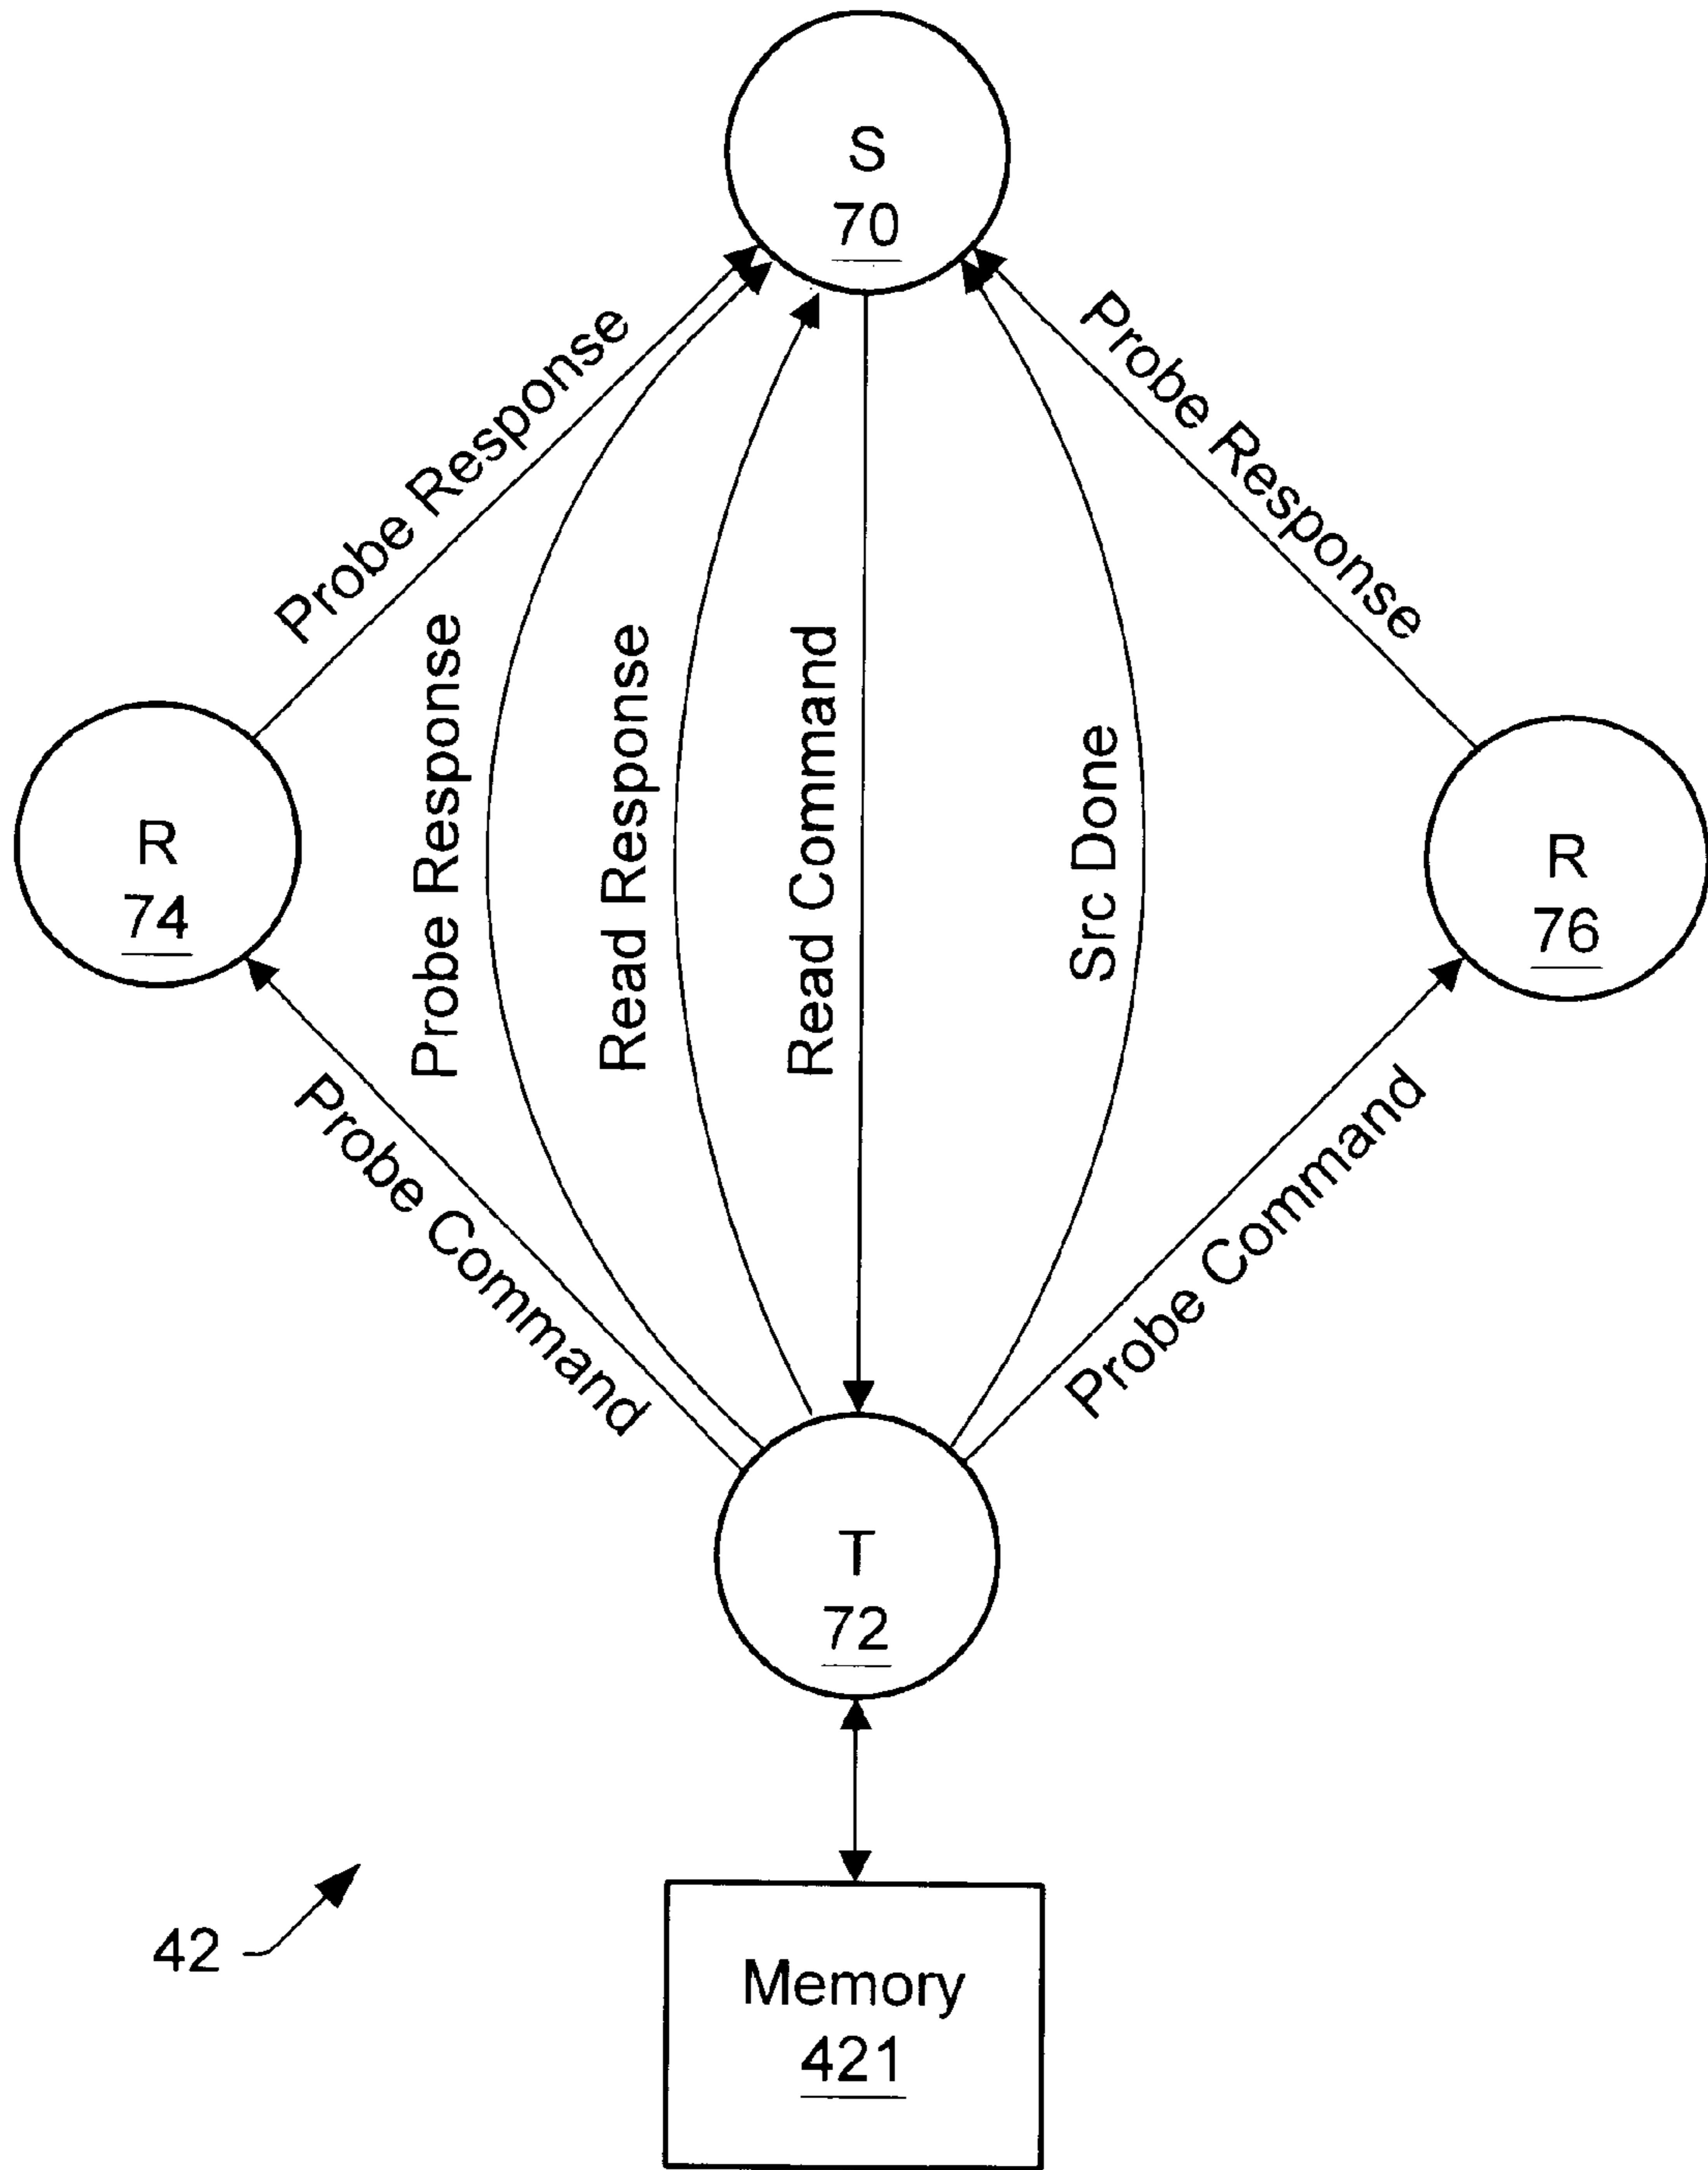 S
70
Probe Response
Probe Response
Probe Response
Read Response
Read Command
Src Done
R
74
R
76
Probe Command
Probe Command
T
72
42
Memory
421